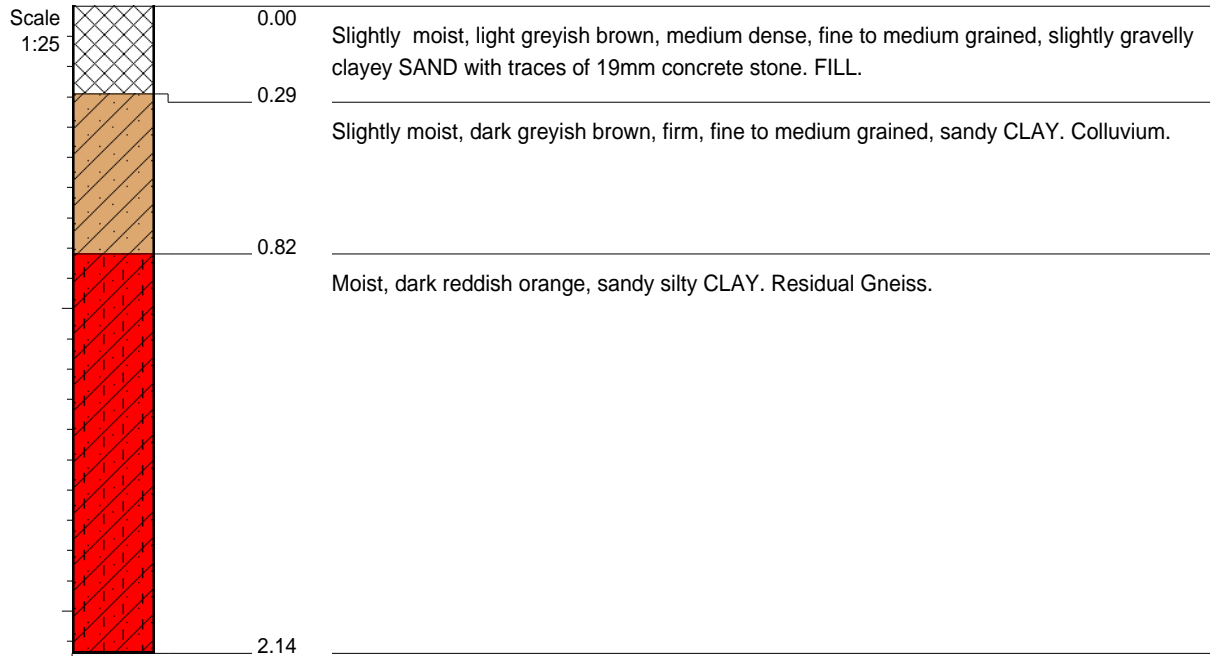 Scale
1:25
0.00
Slightly  moist, light greyish brown, medium dense, fine to medium grained, slightly gravelly
clayey SAND with traces of 19mm concrete stone. FILL.
0.29
Slightly moist, dark greyish brown, firm, fine to medium grained, sandy CLAY. Colluvium.
0.82
Moist, dark reddish orange, sandy silty CLAY. Residual Gneiss.
2.14